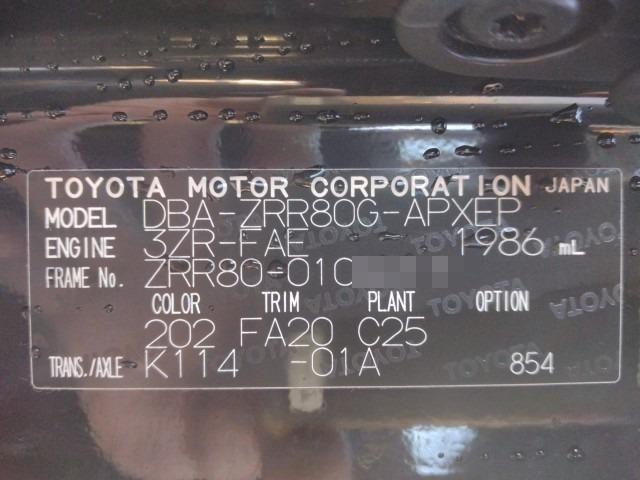 TOYOTA MOTOR CORPORATION JAPAN
MODEL DBA-ZRR80G-APXEP
ENGINE 3ZR-FAE 1986 mL
FRAME No. ZRR80-010
COLOR TRIM PLANT OPTION
202 FA20 C25
TRANS./AXLE K114 -01A 854